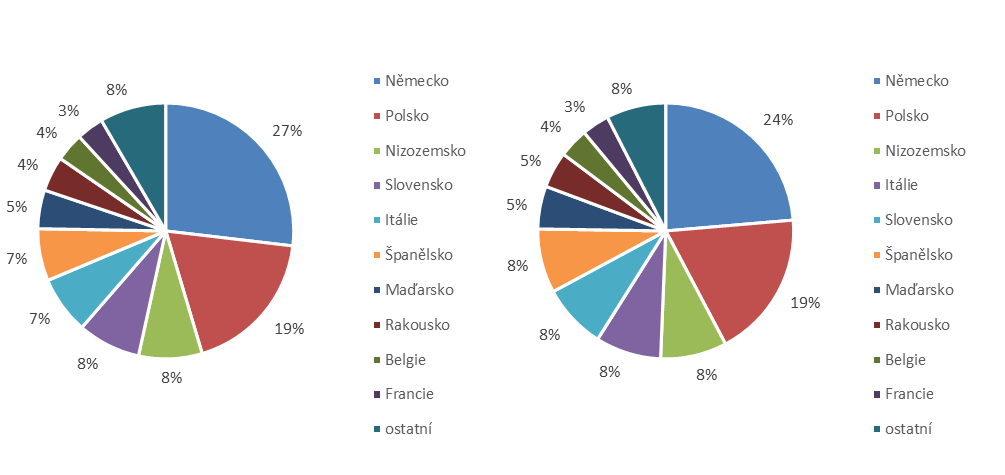 27%
19%
8%
8%
7%
7%
5%
4%
4%
3%
8%
Německo
Polsko
Nizozemsko
Slovensko
Itálie
Španělsko
Maďarsko
Rakousko
Belgie
Francie
ostatní
24%
19%
8%
8%
8%
8%
5%
5%
4%
3%
8%
Německo
Polsko
Nizozemsko
Itálie
Slovensko
Španělsko
Maďarsko
Rakousko
Belgie
Francie
ostatní